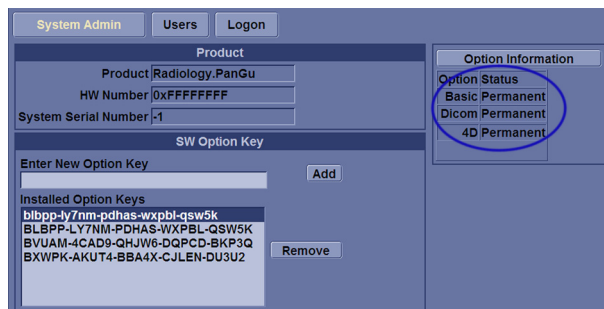 System Admin Users Logon
Product
Product Radiology.PanGu
HW Number 0xFFFFFFFF
System Serial Number -1
SW Option Key
Enter New Option Key
Add
Installed Option Keys
blbpp-ly7nm-pdhas-wxpbl-qsw5k
BLBPP-LY7NM-PDHAS-WXPBL-QSW5K
BVUAM-4CAD9-QHJW6-DQPCD-BKP3Q
BXWPK-AKUT4-BBA4X-CJLEN-DU3U2
Remove
Option Information
Option Status
Basic Permanent
Dicom Permanent
4D Permanent